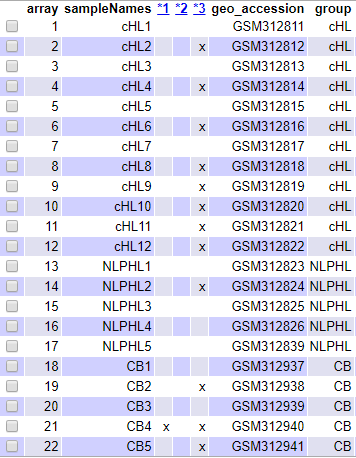 array sampleNames *1 *2 *3 geo_accession group
1 cHL1 GSM312811 cHL
2 cHL2 x GSM312812 cHL
3 cHL3 GSM312813 cHL
4 cHL4 x GSM312814 cHL
5 cHL5 GSM312815 cHL
6 cHL6 x GSM312816 cHL
7 cHL7 GSM312817 cHL
8 cHL8 x GSM312818 cHL
9 cHL9 x GSM312819 cHL
10 cHL10 x GSM312820 cHL
11 cHL11 x GSM312821 cHL
12 cHL12 x GSM312822 cHL
13 NLPHL1 GSM312823 NLPHL
14 NLPHL2 x GSM312824 NLPHL
15 NLPHL3 GSM312825 NLPHL
16 NLPHL4 GSM312826 NLPHL
17 NLPHL5 GSM312839 NLPHL
18 CB1 GSM312937 CB
19 CB2 x GSM312938 CB
20 CB3 GSM312939 CB
21 CB4 x x GSM312940 CB
22 CB5 x GSM312941 CB